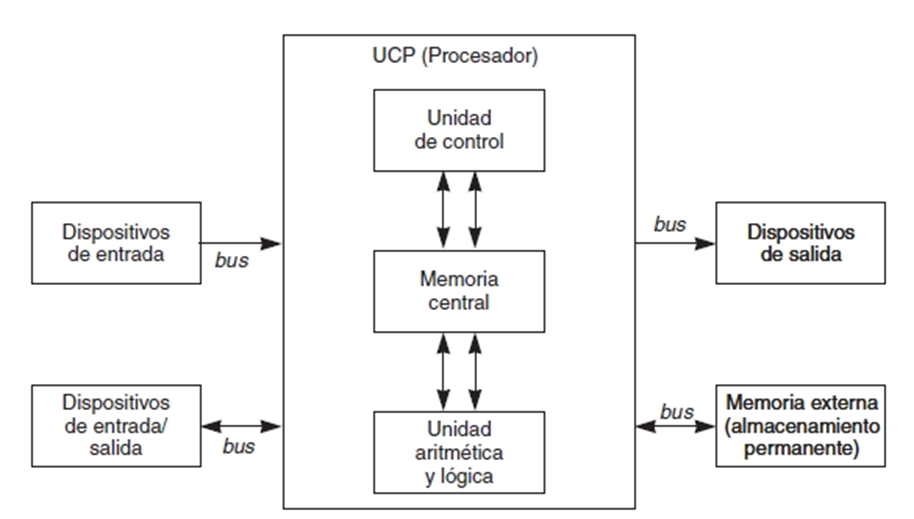 UCP (Procesador)
Unidad
de control
Dispositivos
de entrada
bus
bus
Dispositivos
de salida
Memoria
central
Dispositivos
de entrada/
salida
bus
bus
Memoria externa
(almacenamiento
permanente)
Unidad
aritmética
y lógica